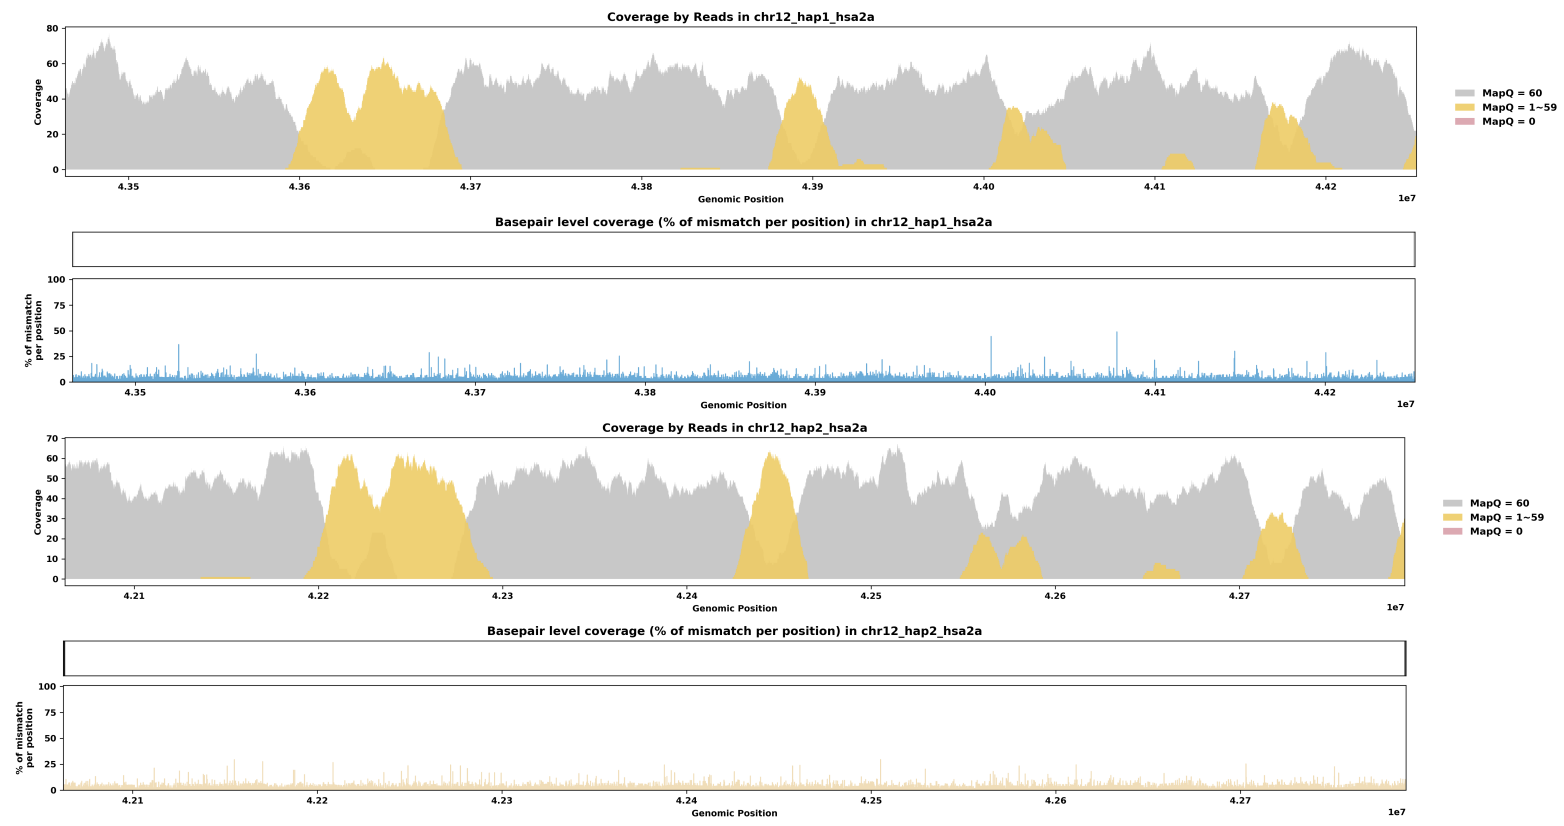 Coverage by Reads in chr12_hap1_hsa2a
80
60
40
20
0
Coverage
4.35 4.36 4.37 4.38 4.39 4.40 4.41 4.42
Genomic Position
1e7
MapQ = 60
MapQ = 1~59
MapQ = 0
Basepair level coverage (% of mismatch per position) in chr12_hap1_hsa2a
100
75
50
25
0
% of mismatch
per position
4.35 4.36 4.37 4.38 4.39 4.40 4.41 4.42
Genomic Position
1e7
Coverage by Reads in chr12_hap2_hsa2a
70
60
50
40
30
20
10
0
Coverage
4.21 4.22 4.23 4.24 4.25 4.26 4.27
Genomic Position
1e7
MapQ = 60
MapQ = 1~59
MapQ = 0
Basepair level coverage (% of mismatch per position) in chr12_hap2_hsa2a
100
75
50
25
0
% of mismatch
per position
4.21 4.22 4.23 4.24 4.25 4.26 4.27
Genomic Position
1e7